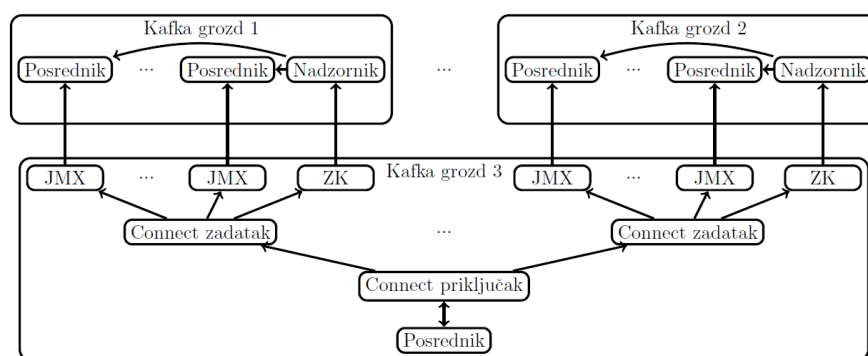 Kafka grozd 1
Kafka grozd 2
Posrednik ... Posrednik Nadzornik ... Posrednik ... Posrednik Nadzornik
JMX ... JMX ZK Kafka grozd 3 JMX ... JMX ZK
Connect zadatak ... Connect zadatak
Connect priključak
Posrednik